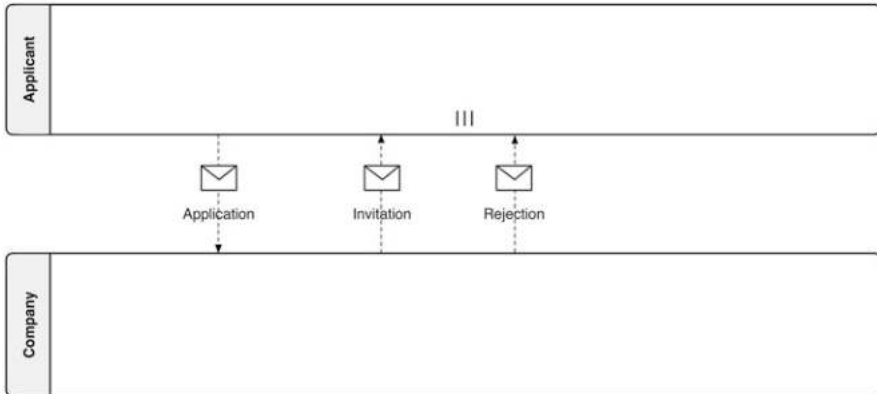 Applicant
Application
Invitation
Rejection
Company